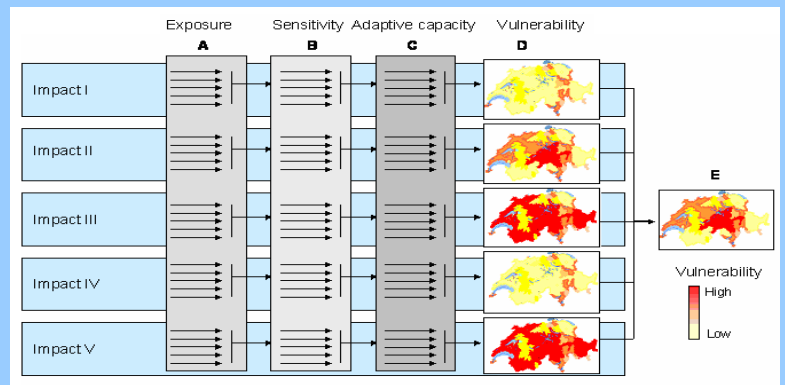 Exposure Sensitivity Adaptive capacity Vulnerability
A B C D
Impact I
Impact II
Impact III
Impact IV
Impact V
E
Vulnerability
High
Low